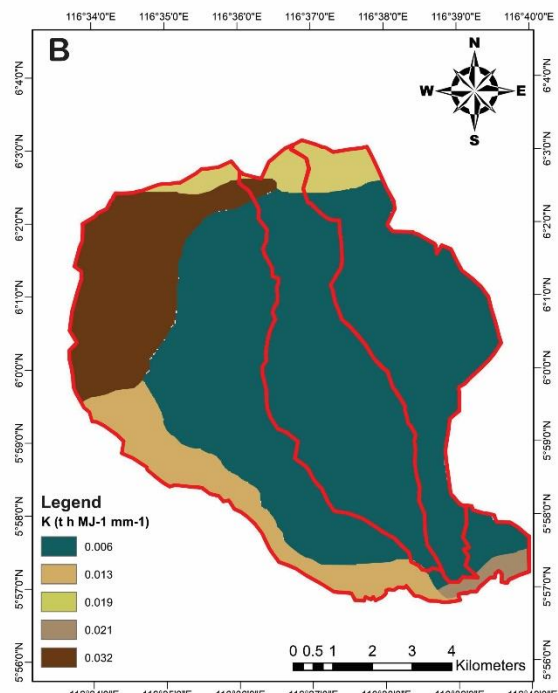 116°34'0"E 116°35'0"E 116°36'0"E 116°37'0"E 116°38'0"E 116°39'0"E 116°40'0"E
B
N
W E
S
6°4'0"N 6°4'0"N
6°3'0"N 6°3'0"N
6°2'0"N 6°2'0"N
6°1'0"N 6°1'0"N
6°0'0"N 6°0'0"N
5°59'0"N 5°59'0"N
5°58'0"N 5°58'0"N
5°57'0"N 5°57'0"N
5°56'0"N 5°56'0"N
Legend
K (t h MJ-1 mm-1)
0.006
0.013
0.019
0.021
0.032
0 0.5 1 2 3 4
Kilometers